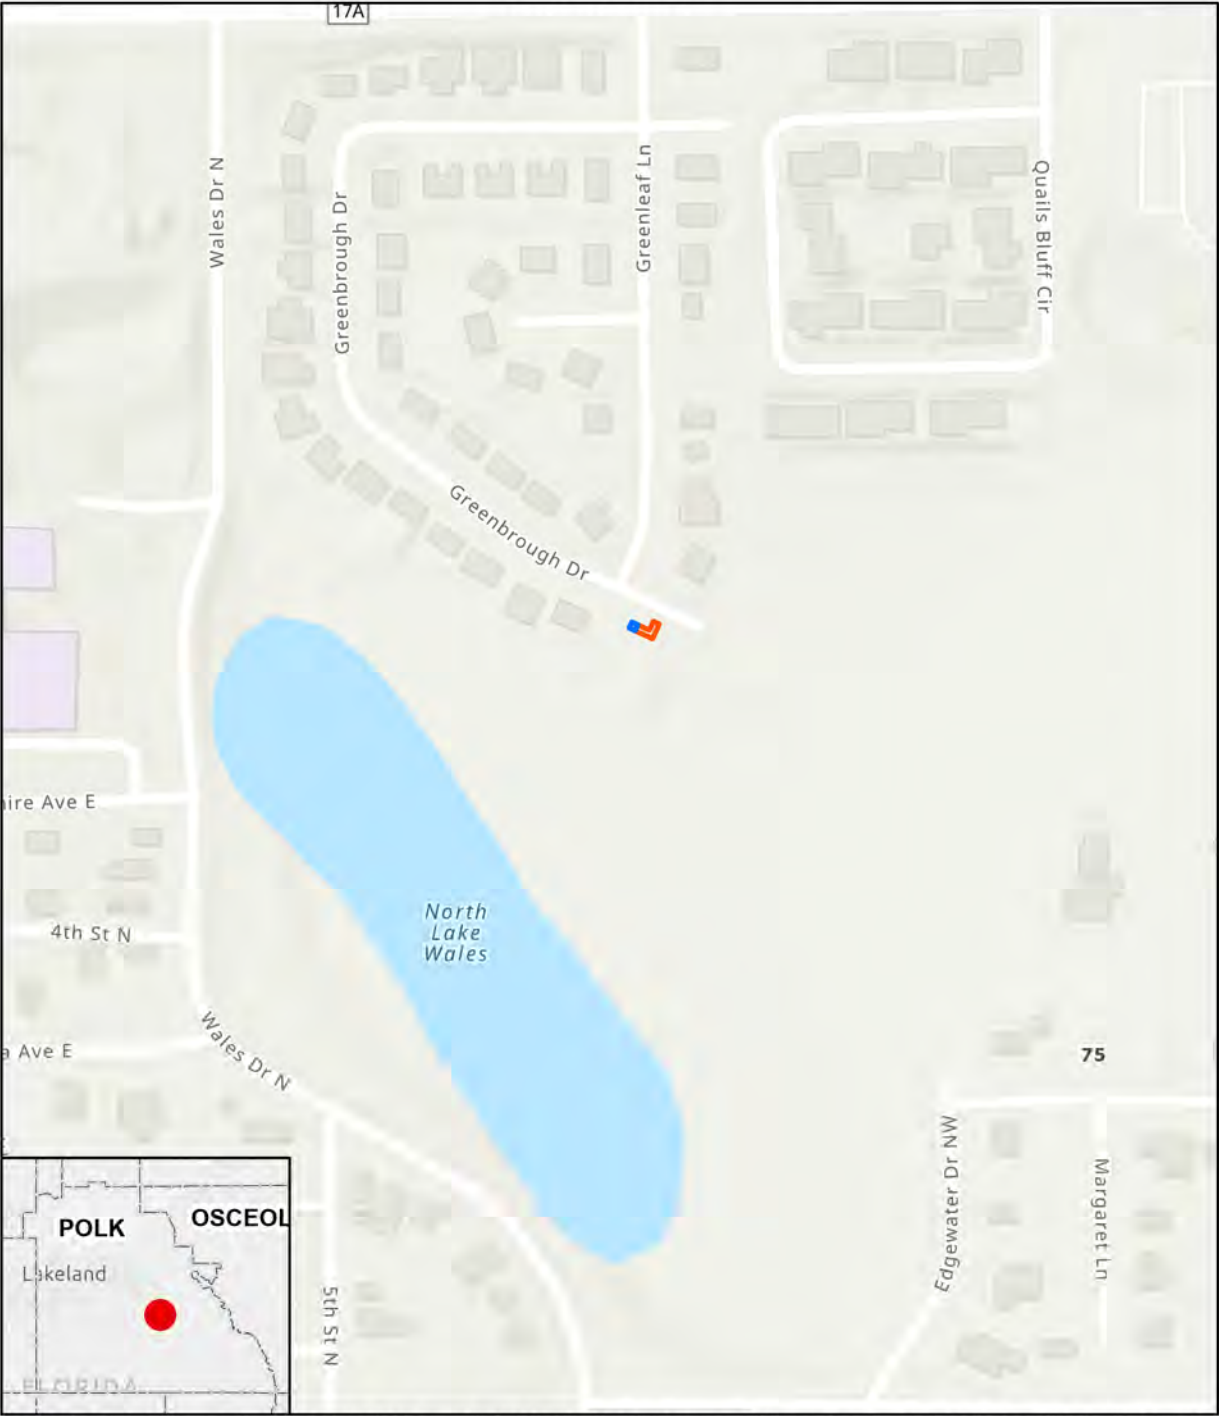 17A
Wales Dr N
Greenbrough Dr
Greenleaf Ln
Quails Bluff Cir
Greenbrough Dr
ire Ave E
4th St N
North
Lake
Wales
Wales Dr N
a Ave E
75
Edgewater Dr NW
Margaret Ln
5th St N
POLK
OSCEOL
Lakeland
FLORIDA